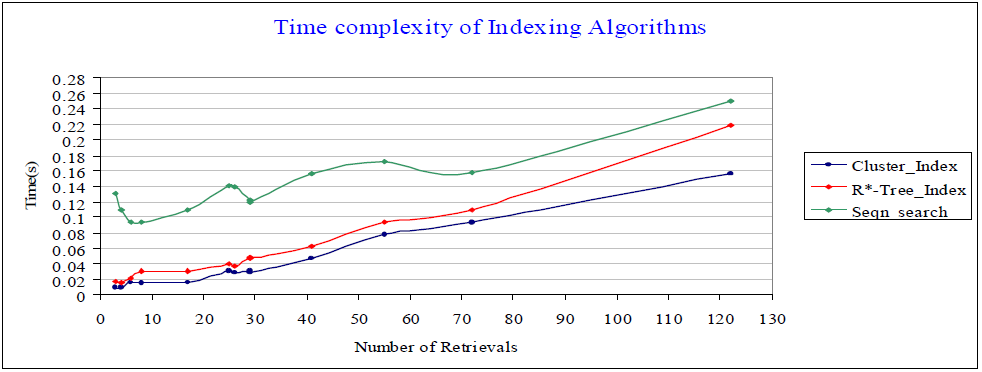 Time complexity of Indexing Algorithms
0.28
0.26
0.24
0.22
0.2
0.18
0.16
0.14
0.12
0.1
0.08
0.06
0.04
0.02
0
Time(s)
0 10 20 30 40 50 60 70 80 90 100 110 120 130
Number of Retrievals
Cluster_Index
R*-Tree_Index
Seqn_search